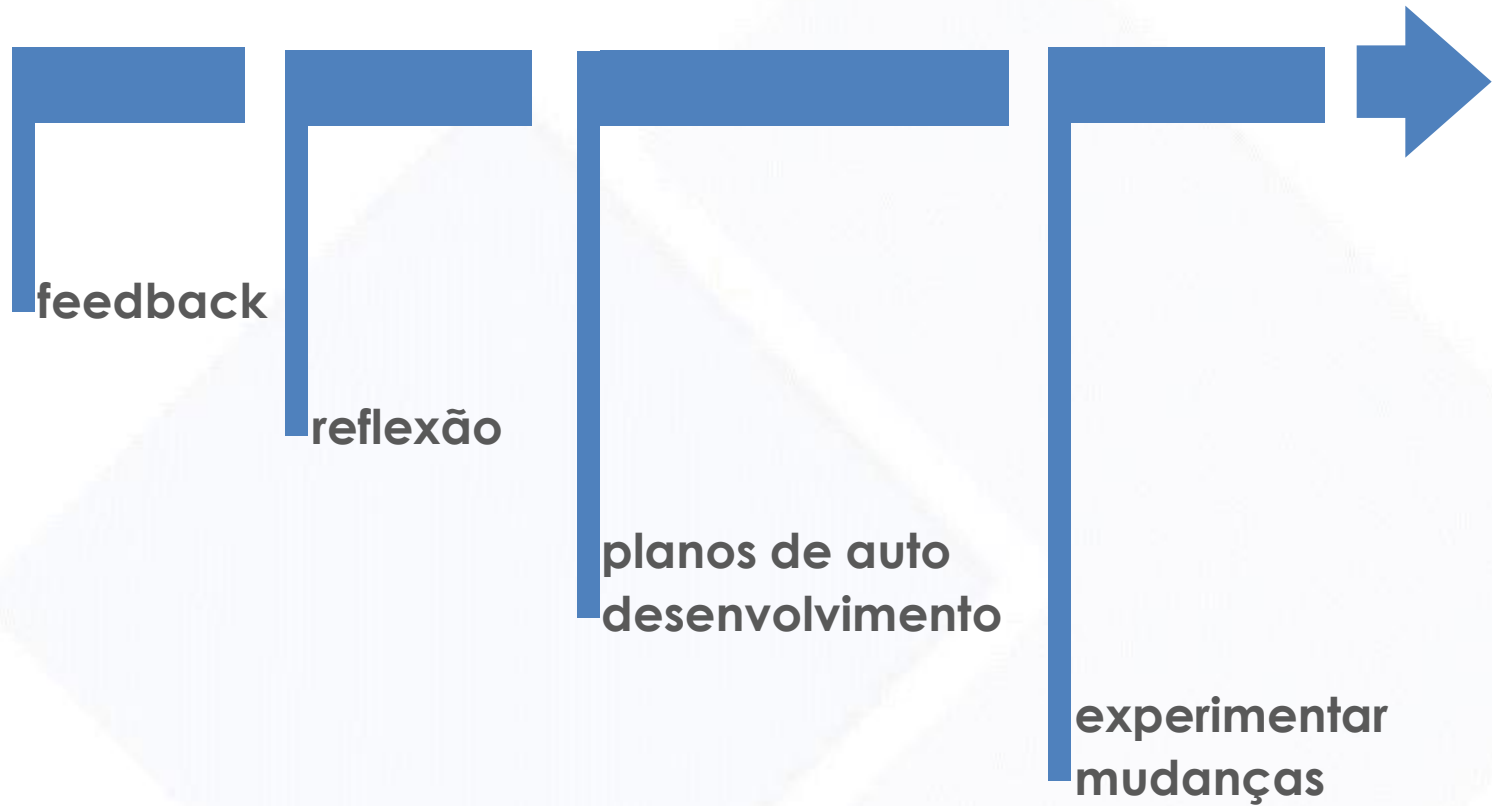 feedback
reflexão
planos de auto
desenvolvimento
experimentar
mudanças